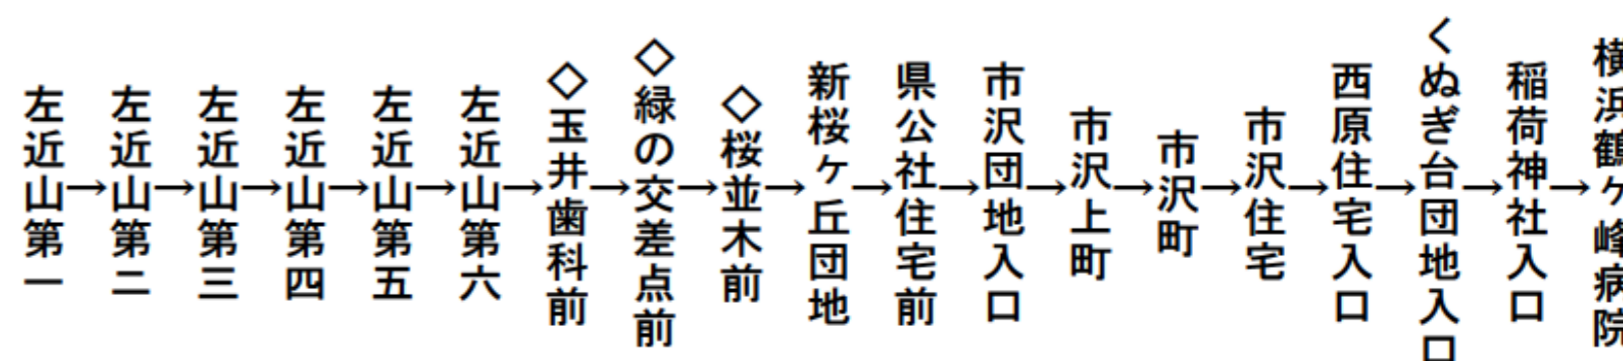 左近山第一
→
左近山第二
→
左近山第三
→
左近山第四
→
左近山第五
→
左近山第六
→
◇玉井歯科前
→
◇緑の交差点前
→
◇桜並木前
→
新桜ヶ丘団地
→
県公社住宅前
→
市沢団地入口
→
市沢上町
→
市沢町
→
市沢住宅
→
西原住宅入口
→
くぬぎ台団地入口
→
稲荷神社入口
→
横浜鶴ヶ峰病院